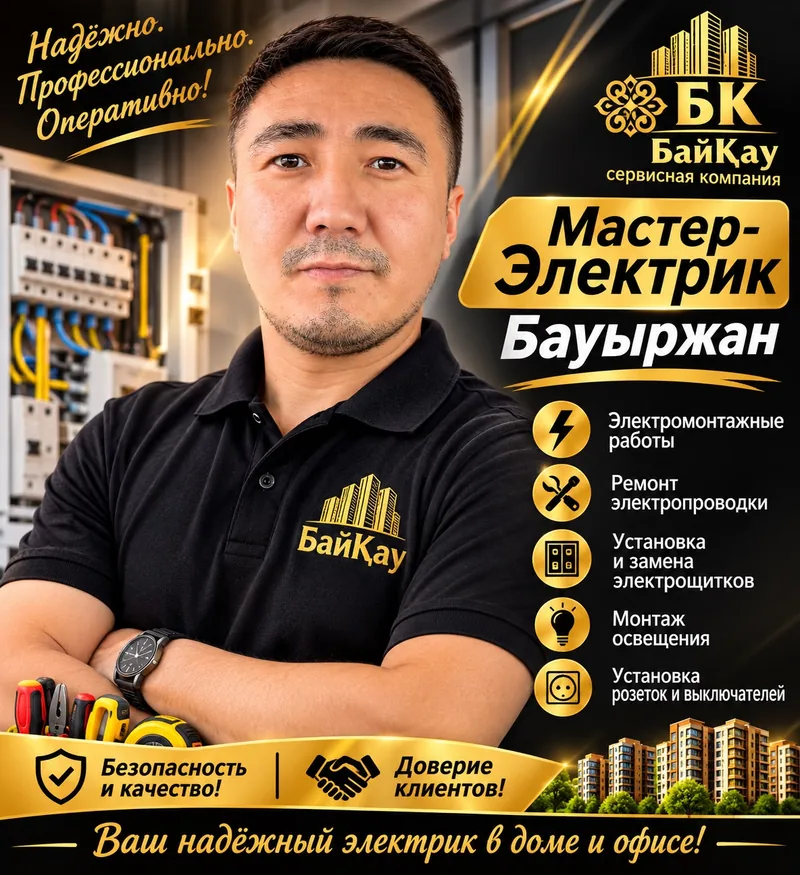 Надёжно.
Профессионально.
Оперативно!
БК
БайҚау
сервисная компания
Мастер-
Электрик
Бауыржан
Электромонтажные
работы
Ремонт
электропроводки
Установка
и замена
электрощитков
Монтаж
освещения
Установка
розеток и выключателей
БайҚау
Безопасность
и качество!
Доверие
клиентов!
Ваш надёжный электрик в доме и офисе!